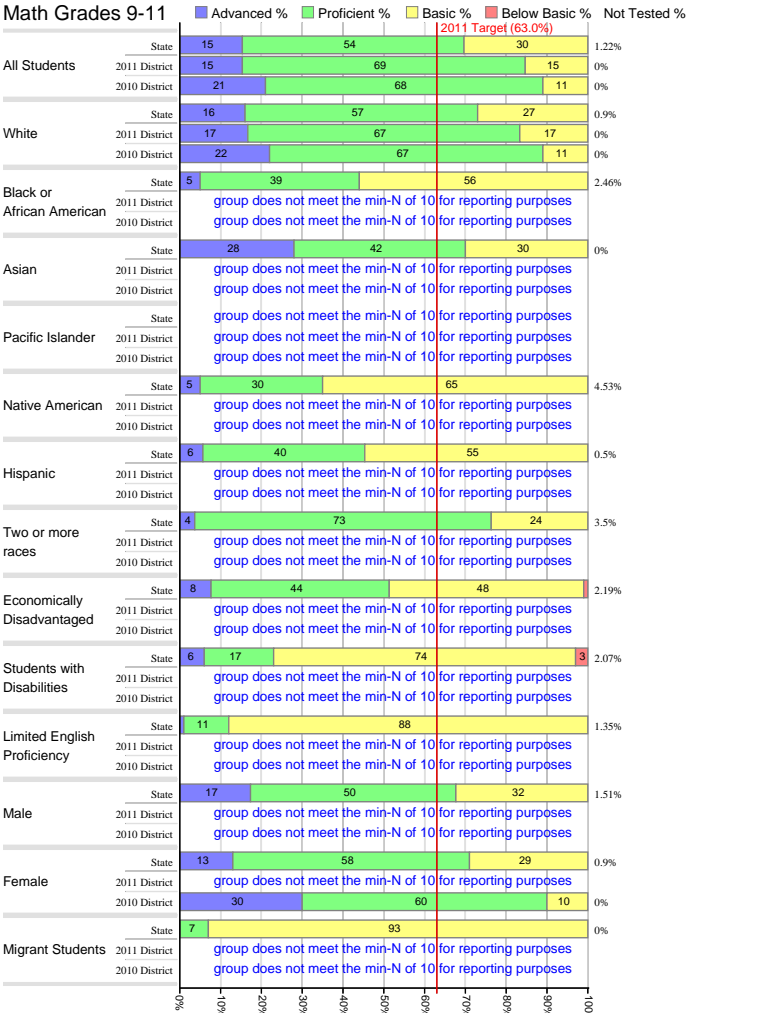 Math Grades 9-11 Advanced % Proficient % Basic % Below Basic % Not Tested %
2011 Target (63.0%)
All Students
State 15 54 30 1.22%
2011 District 15 69 15 0%
2010 District 21 68 11 0%
White
State 16 57 27 0.9%
2011 District 17 67 17 0%
2010 District 22 67 11 0%
Black or
African American
State 5 39 56 2.46%
2011 District group does not meet the min-N of 10 for reporting purposes
2010 District group does not meet the min-N of 10 for reporting purposes
Asian
State 28 42 30 0%
2011 District group does not meet the min-N of 10 for reporting purposes
2010 District group does not meet the min-N of 10 for reporting purposes
Pacific Islander
State group does not meet the min-N of 10 for reporting purposes
2011 District group does not meet the min-N of 10 for reporting purposes
2010 District group does not meet the min-N of 10 for reporting purposes
Native American
State 5 30 65 4.53%
2011 District group does not meet the min-N of 10 for reporting purposes
2010 District group does not meet the min-N of 10 for reporting purposes
Hispanic
State 6 40 55 0.5%
2011 District group does not meet the min-N of 10 for reporting purposes
2010 District group does not meet the min-N of 10 for reporting purposes
Two or more
races
State 4 73 24 3.5%
2011 District group does not meet the min-N of 10 for reporting purposes
2010 District group does not meet the min-N of 10 for reporting purposes
Economically
Disadvantaged
State 8 44 48 2.19%
2011 District group does not meet the min-N of 10 for reporting purposes
2010 District group does not meet the min-N of 10 for reporting purposes
Students with
Disabilities
State 6 17 74 3 2.07%
2011 District group does not meet the min-N of 10 for reporting purposes
2010 District group does not meet the min-N of 10 for reporting purposes
Limited English
Proficiency
State 11 88 1.35%
2011 District group does not meet the min-N of 10 for reporting purposes
2010 District group does not meet the min-N of 10 for reporting purposes
Male
State 17 50 32 1.51%
2011 District group does not meet the min-N of 10 for reporting purposes
2010 District group does not meet the min-N of 10 for reporting purposes
Female
State 13 58 29 0.9%
2011 District group does not meet the min-N of 10 for reporting purposes
2010 District 30 60 10 0%
Migrant Students
State 7 93 0%
2011 District group does not meet the min-N of 10 for reporting purposes
2010 District group does not meet the min-N of 10 for reporting purposes
0% 10% 20% 30% 40% 50% 60% 70% 80% 90% 100